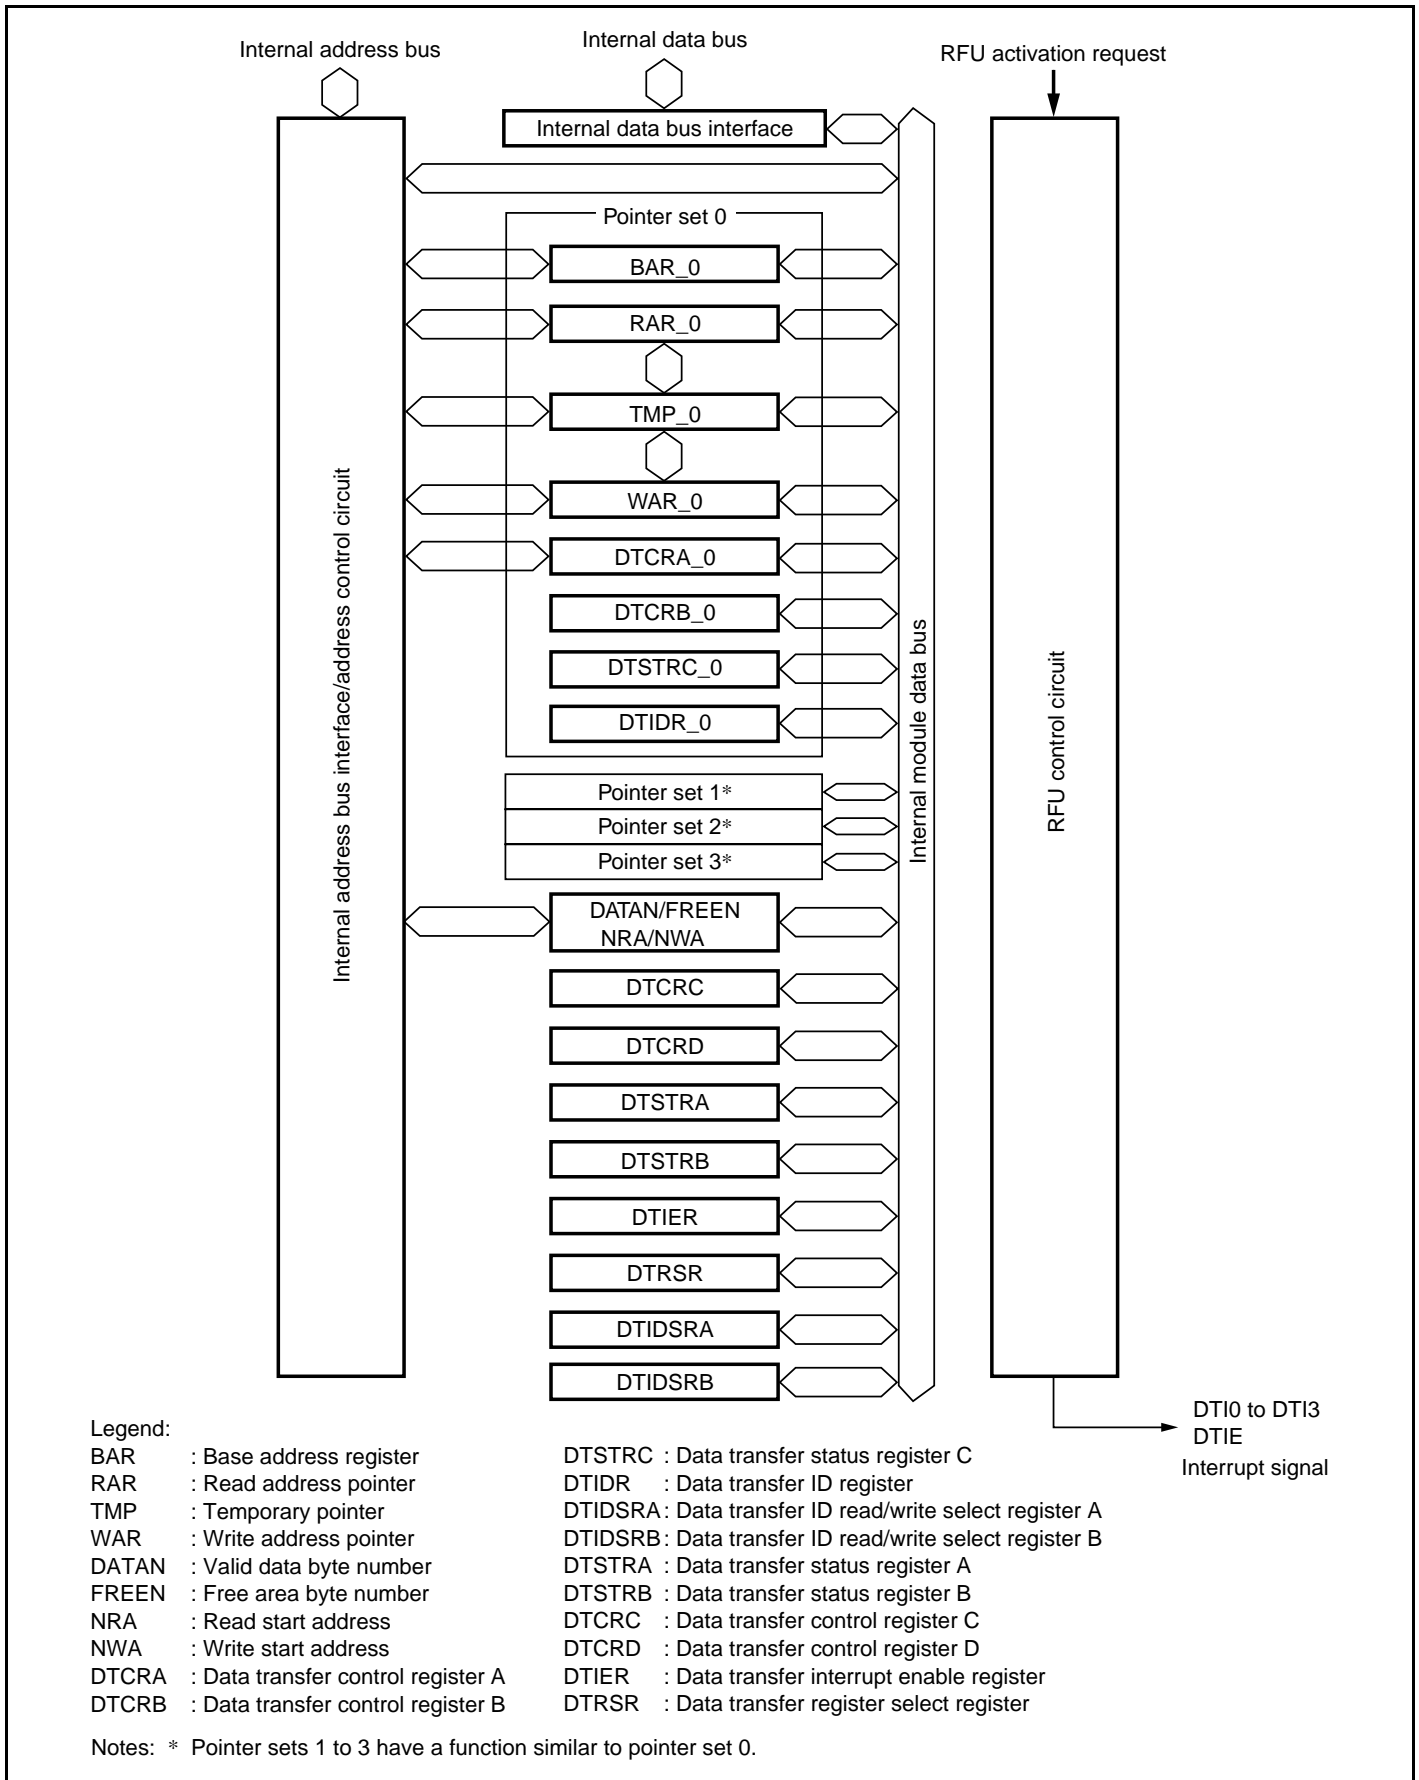 Internal address bus
Internal data bus
RFU activation request
Internal data bus interface
Pointer set 0
BAR_0
RAR_0
TMP_0
WAR_0
DTCRA_0
DTCRB_0
DTSTRC_0
DTIDR_0
Pointer set 1*
Pointer set 2*
Pointer set 3*
DATAN/FREEN
NRA/NWA
DTCRC
DTCRD
DTSTRA
DTSTRB
DTIER
DTRSR
DTIDSRA
DTIDSRB
Internal address bus interface/address control circuit
Internal module data bus
RFU control circuit
DTI0 to DTI3
DTIE
Interrupt signal
Legend:
BAR : Base address register
RAR : Read address pointer
TMP : Temporary pointer
WAR : Write address pointer
DATAN : Valid data byte number
FREEN : Free area byte number
NRA : Read start address
NWA : Write start address
DTCRA : Data transfer control register A
DTCRB : Data transfer control register B
DTSTRC : Data transfer status register C
DTIDR : Data transfer ID register
DTIDSRA : Data transfer ID read/write select register A
DTIDSRB : Data transfer ID read/write select register B
DTSTRA : Data transfer status register A
DTSTRB : Data transfer status register B
DTCRC : Data transfer control register C
DTCRD : Data transfer control register D
DTIER : Data transfer interrupt enable register
DTRSR : Data transfer register select register
Notes: * Pointer sets 1 to 3 have a function similar to pointer set 0.